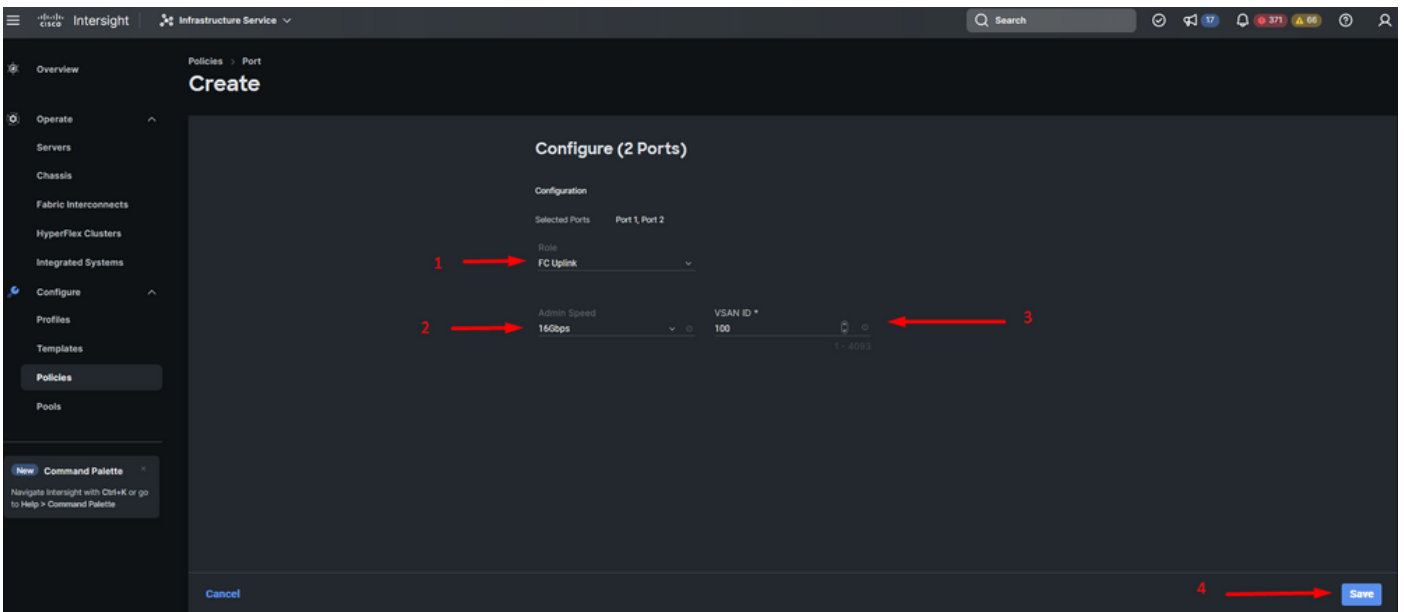 cisco Intersight Infrastructure Service Search 17 371 66
Overview
Policies > Port
Create
Operate
Servers
Chassis
Fabric Interconnects
HyperFlex Clusters
Integrated Systems
Configure
Profiles
Templates
Policies
Pools
New Command Palette ×
Navigate Intersight with Ctrl+K or go
to Help > Command Palette
Configure (2 Ports)
Configuration
Selected Ports Port 1, Port 2
Role
1 FC Uplink
Admin Speed VSAN ID *
2 16Gbps 100 3
1 - 4093
Cancel 4 Save